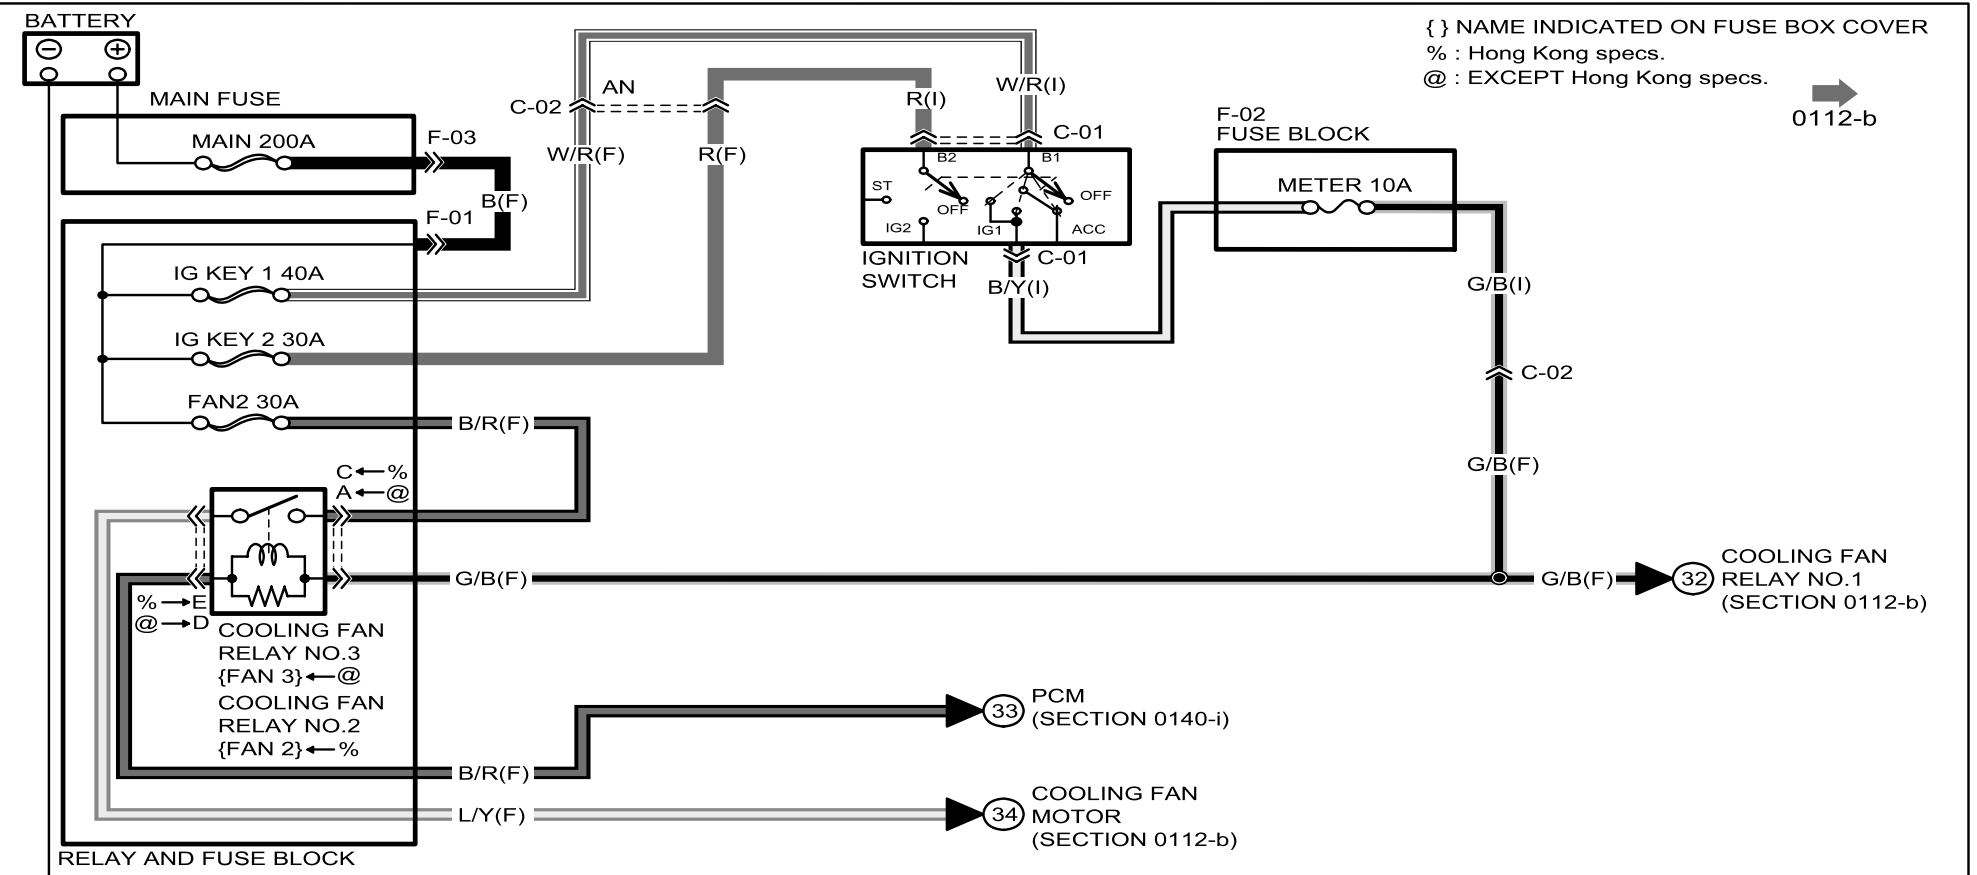 BATTERY
{ } NAME INDICATED ON FUSE BOX COVER
% : Hong Kong specs.
@ : EXCEPT Hong Kong specs.
0112-b
MAIN FUSE
MAIN 200A
F-03
B(F)
F-01
IG KEY 1 40A
IG KEY 2 30A
FAN2 30A
AN
C-02
W/R(F)
R(F)
R(I)
W/R(I)
C-01
B2
B1
ST
OFF
OFF
IG2
IG1
ACC
IGNITION
SWITCH
C-01
B/Y(I)
F-02
FUSE BLOCK
METER 10A
G/B(I)
C-02
G/B(F)
B/R(F)
C ← %
A ← @
G/B(F)
G/B(F)
32
COOLING FAN
RELAY NO.1
(SECTION 0112-b)
% → E
@ → D
COOLING FAN
RELAY NO.3
{FAN 3} ← @
COOLING FAN
RELAY NO.2
{FAN 2} ← %
33
PCM
(SECTION 0140-i)
B/R(F)
L/Y(F)
34
COOLING FAN
MOTOR
(SECTION 0112-b)
RELAY AND FUSE BLOCK